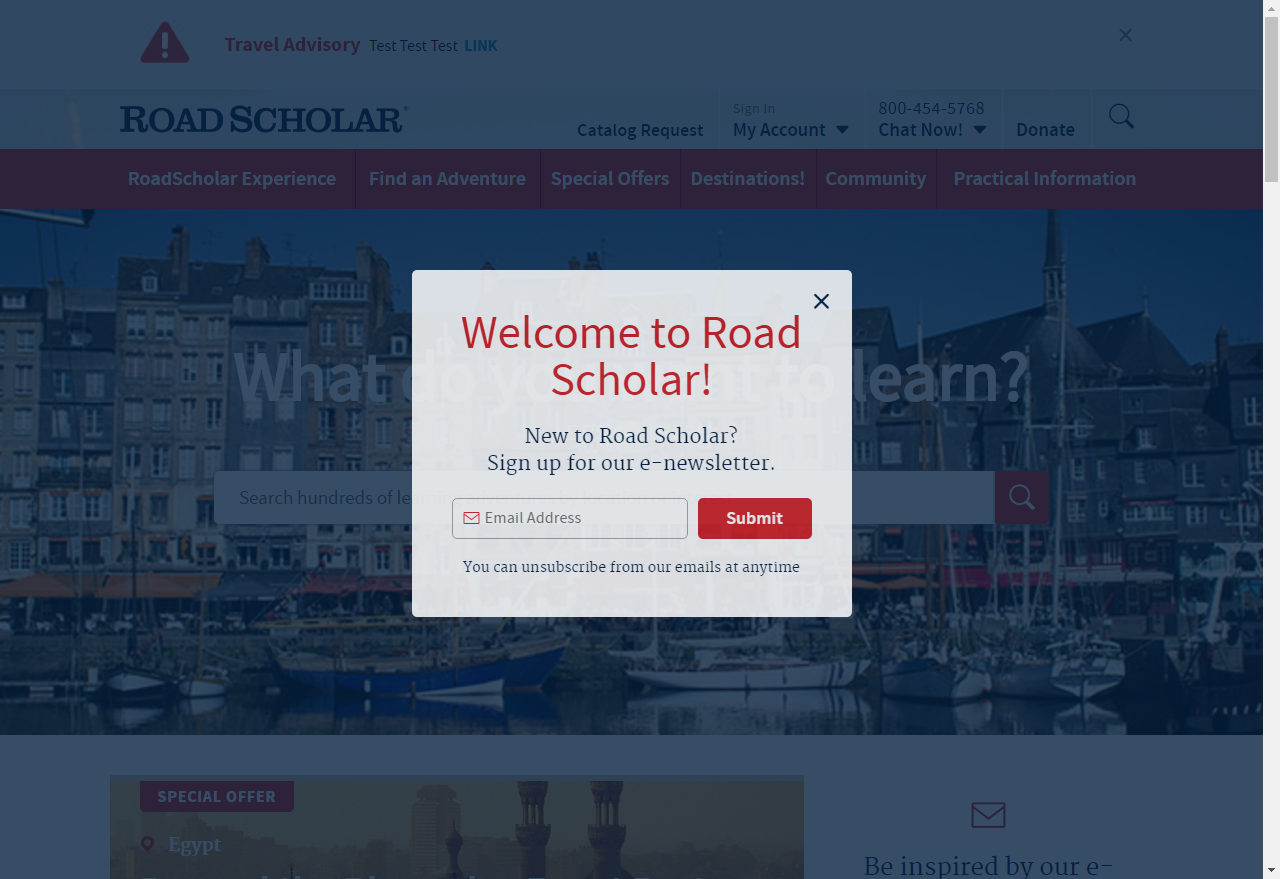 Travel Advisory Test Test Test LINK
ROAD SCHOLAR®
Catalog Request
Sign In
My Account
800-454-5768
Chat Now!
Donate
RoadScholar Experience
Find an Adventure
Special Offers
Destinations!
Community
Practical Information
What do you want to learn?
Search hundreds of
Welcome to Road
Scholar!
New to Road Scholar?
Sign up for our e-newsletter.
Email Address
Submit
You can unsubscribe from our emails at anytime
SPECIAL OFFER
Egypt
Be inspired by our e-